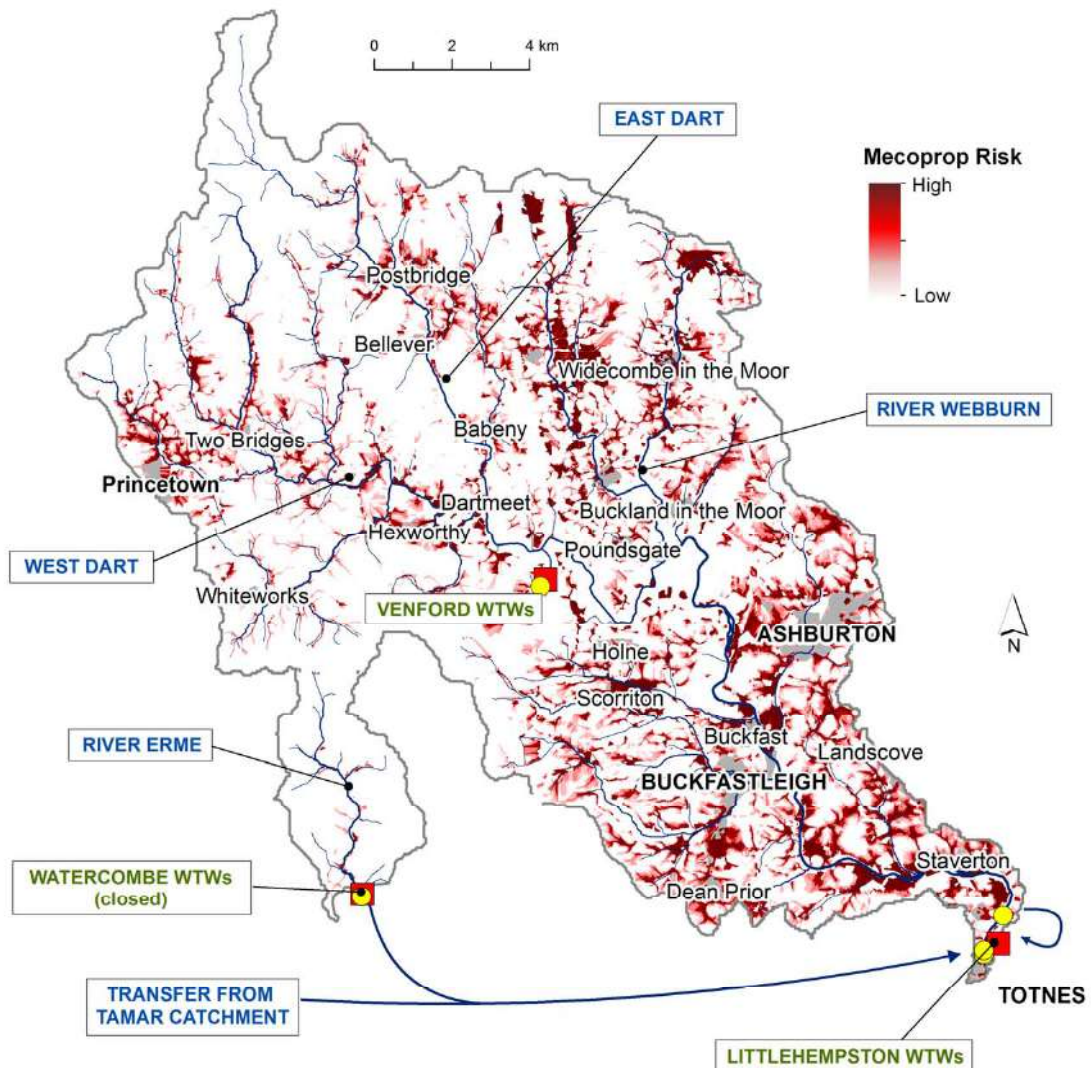 0 2 4 km
EAST DART
Mecoprop Risk
High
Low
Postbridge
Bellever
Widecombe in the Moor
RIVER WEBBURN
Babeny
Two Bridges
Princetown
Dartmeet
Buckland in the Moor
Hexworthy
WEST DART
Poundsgate
Whiteworks
VENFORD WTWs
ASHBURTON
N
Holne
Scorriton
Buckfast
RIVER ERME
Landscove
BUCKFASTLEIGH
Staverton
WATERCOMBE WTWs
(closed)
Dean Prior
TRANSFER FROM
TAMAR CATCHMENT
TOTNES
LITTLEHEMPSTON WTWs